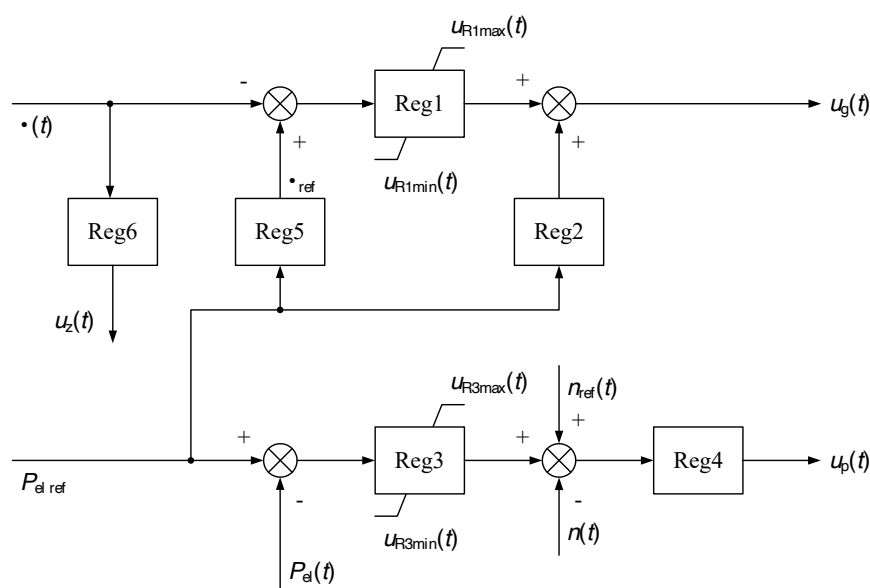 uR1max(t)
-
+
Reg1
ug(t)
•(t)
+
+
•ref
uR1min(t)
Reg6
Reg5
Reg2
uz(t)
uR3max(t)
nref(t)
+
+
+
Reg3
Reg4
up(t)
Pel ref
-
-
uR3min(t)
n(t)
Pel(t)